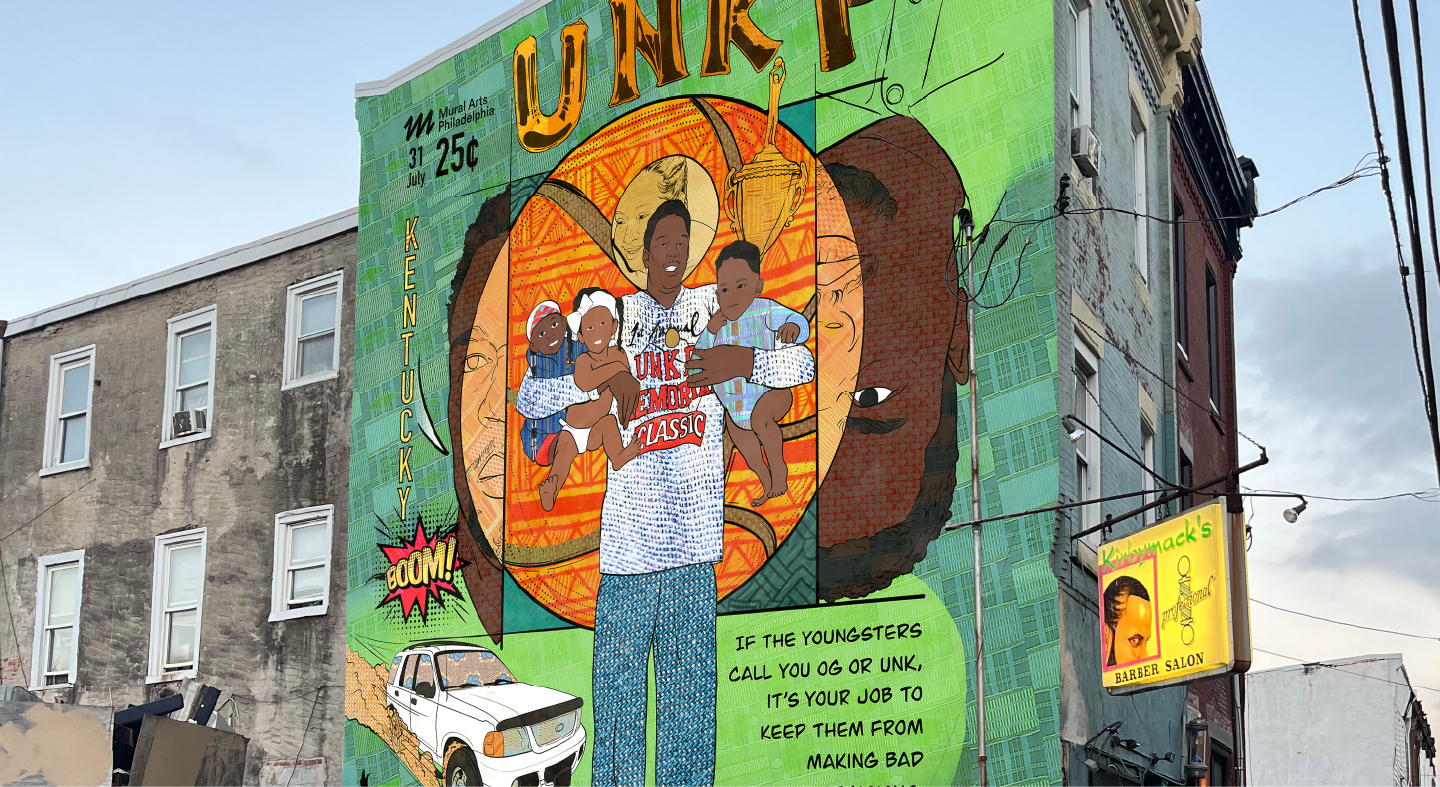 UNK
Mural Arts
Philadelphia
31
July
25¢
KENTUCKY
1st Annual
UNK
CLASSIC
BOOM!
IF THE YOUNGSTERS
CALL YOU OG OR UNK,
IT'S YOUR JOB TO
KEEP THEM FROM
MAKING BAD
Kirbymack's
professional
BARBER SALON